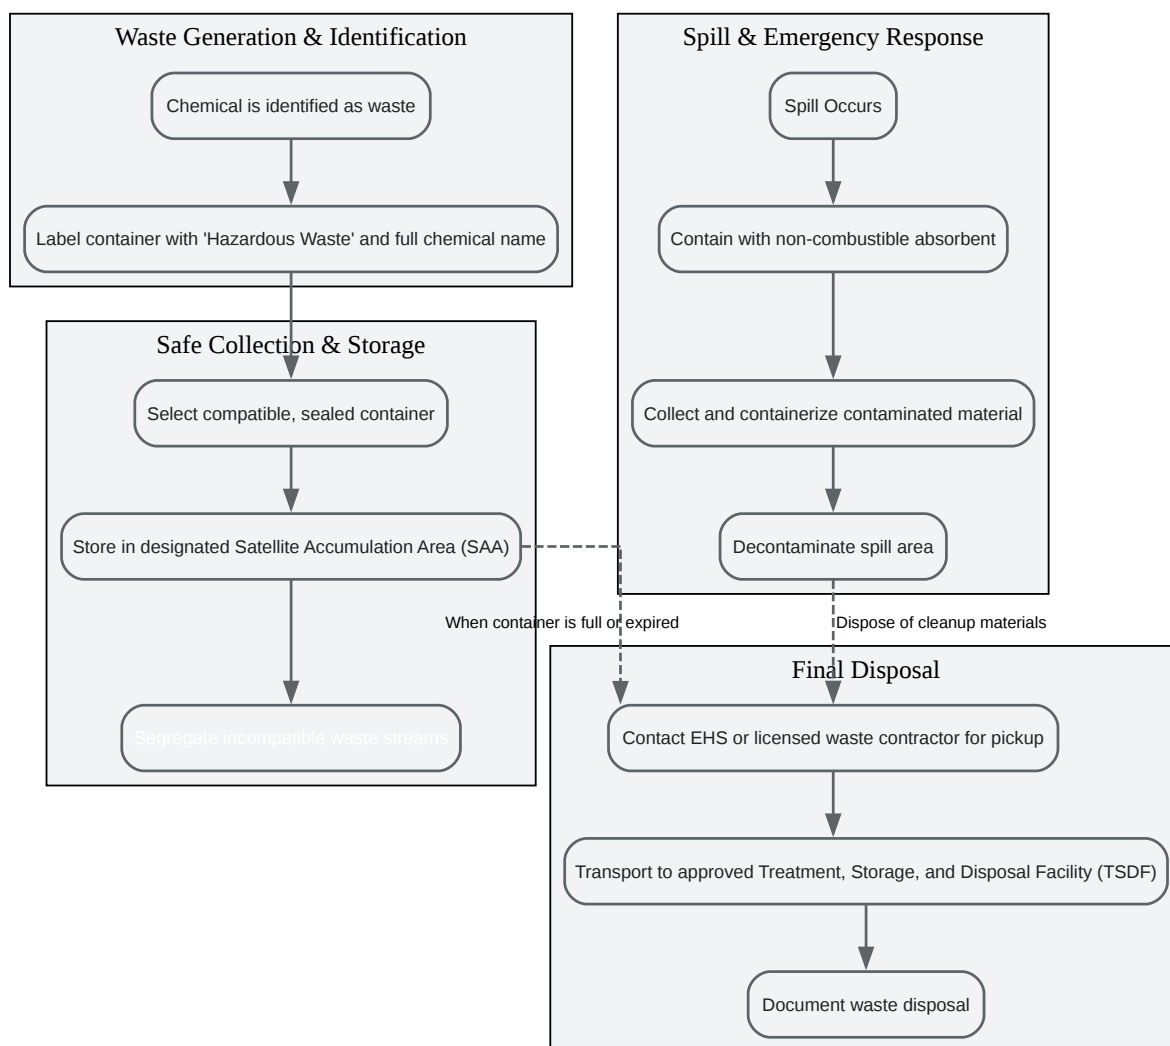 Waste Generation & Identification
Chemical is identified as waste
Label container with 'Hazardous Waste' and full chemical name
Safe Collection & Storage
Select compatible, sealed container
Store in designated Satellite Accumulation Area (SAA)
Segregate incompatible waste streams
When container is full or expired
Spill & Emergency Response
Spill Occurs
Contain with non-combustible absorbent
Collect and containerize contaminated material
Decontaminate spill area
Dispose of cleanup materials
Final Disposal
Contact EHS or licensed waste contractor for pickup
Transport to approved Treatment, Storage, and Disposal Facility (TSDF)
Document waste disposal